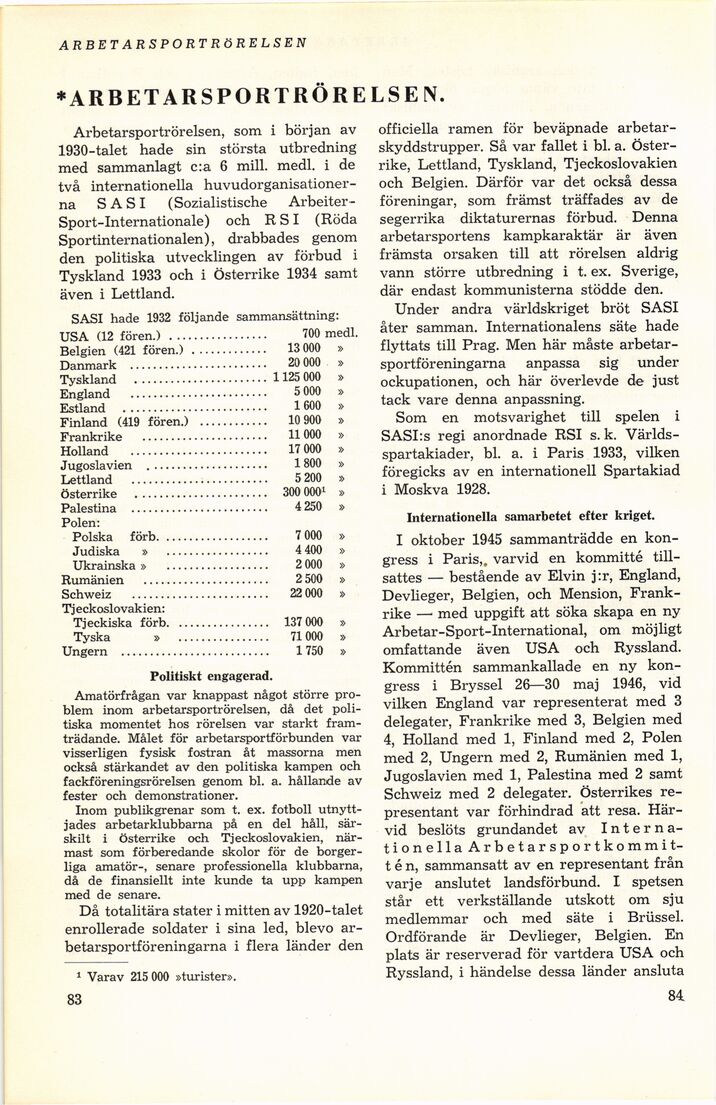 ARBETARSPORTRÖRELSEN
*ARBETARSPORTRÖRELSEN.
Arbetarsportrörelsen, som i början av
1930-talet hade sin största utbredning
med sammanlagt c:a 6 mill. medl. i de
två internationella huvudorganisationer-
na SASI (Sozialistische Arbeiter-
Sport-Internationale) och RSI (Röda
Sportinternationalen), drabbades genom
den politiska utvecklingen av förbud i
Tyskland 1933 och i Österrike 1934 samt
även i Lettland.
SASI hade 1932 följande sammansättning:
USA (12 fören.) ................ 700 medl.
Belgien (421 fören.) ............ 13 000 »
Danmark ...................... 20 000 »
Tyskland ..................... 1 125 000 »
England ...................... 5 000 »
Estland ....................... 1 600 »
Finland (419 fören.) ........... 10 900 »
Frankrike .................... 11 000 »
Holland ...................... 17 000 »
Jugoslavien .................... 1 800 »
Lettland ...................... 5 200 »
Österrike ..................... 300 000¹ »
Palestina ...................... 4 250 »
Polen:
Polska förb. ................. 7 000 »
Judiska » ................. 4 400 »
Ukrainska » ................. 2 000 »
Rumänien .................... 2 500 »
Schweiz ...................... 22 000 »
Tjeckoslovakien:
Tjeckiska förb. ............... 137 000 »
Tyska » ............... 71 000 »
Ungern ........................ 1 750 »
Politiskt engagerad.
Amatörfrågan var knappast något större pro-
blem inom arbetarsportrörelsen, då det poli-
tiska momentet hos rörelsen var starkt fram-
trädande. Målet för arbetarsportförbunden var
visserligen fysisk fostran åt massorna men
också stärkandet av den politiska kampen och
fackföreningsrörelsen genom bl. a. hållande av
fester och demonstrationer.
Inom publikgrenar som t. ex. fotboll utnytt-
jades arbetarklubbarna på en del håll, sär-
skilt i Österrike och Tjeckoslovakien, när-
mast som förberedande skolor för de borger-
liga amatör-, senare professionella klubbarna,
då de finansiellt inte kunde ta upp kampen
med de senare.
Då totalitära stater i mitten av 1920-talet
enrollerade soldater i sina led, blevo ar-
betarsportföreningarna i flera länder den
¹ Varav 215 000 »turister».
83
officiella ramen för beväpnade arbetar-
skyddstrupper. Så var fallet i bl. a. Öster-
rike, Lettland, Tyskland, Tjeckoslovakien
och Belgien. Därför var det också dessa
föreningar, som främst träffades av de
segerrika diktaturernas förbud. Denna
arbetarsportens kampkaraktär är även
främsta orsaken till att rörelsen aldrig
vann större utbredning i t. ex. Sverige,
där endast kommunisterna stödde den.
Under andra världskriget bröt SASI
åter samman. Internationalens säte hade
flyttats till Prag. Men här måste arbetar-
sportföreningarna anpassa sig under
ockupationen, och här överlevde de just
tack vare denna anpassning.
Som en motsvarighet till spelen i
SASI:s regi anordnade RSI s. k. Världs-
spartakiader, bl. a. i Paris 1933, vilken
föregicks av en internationell Spartakiad
i Moskva 1928.
Internationella samarbetet efter kriget.
I oktober 1945 sammanträdde en kon-
gress i Paris,. varvid en kommitté till-
sattes — bestående av Elvin j:r, England,
Devlieger, Belgien, och Mension, Frank-
rike — med uppgift att söka skapa en ny
Arbetar-Sport-International, om möjligt
omfattande även USA och Ryssland.
Kommittén sammankallade en ny kon-
gress i Bryssel 26—30 maj 1946, vid
vilken England var representerat med 3
delegater, Frankrike med 3, Belgien med
4, Holland med 1, Finland med 2, Polen
med 2, Ungern med 2, Rumänien med 1,
Jugoslavien med 1, Palestina med 2 samt
Schweiz med 2 delegater. Österrikes re-
presentant var förhindrad att resa. Här-
vid beslöts grundandet av Interna-
tionella Arbetarsportkommit-
tén, sammansatt av en representant från
varje anslutet landsförbund. I spetsen
står ett verkställande utskott om sju
medlemmar och med säte i Brüssel.
Ordförande är Devlieger, Belgien. En
plats är reserverad för vartdera USA och
Ryssland, i händelse dessa länder ansluta
84